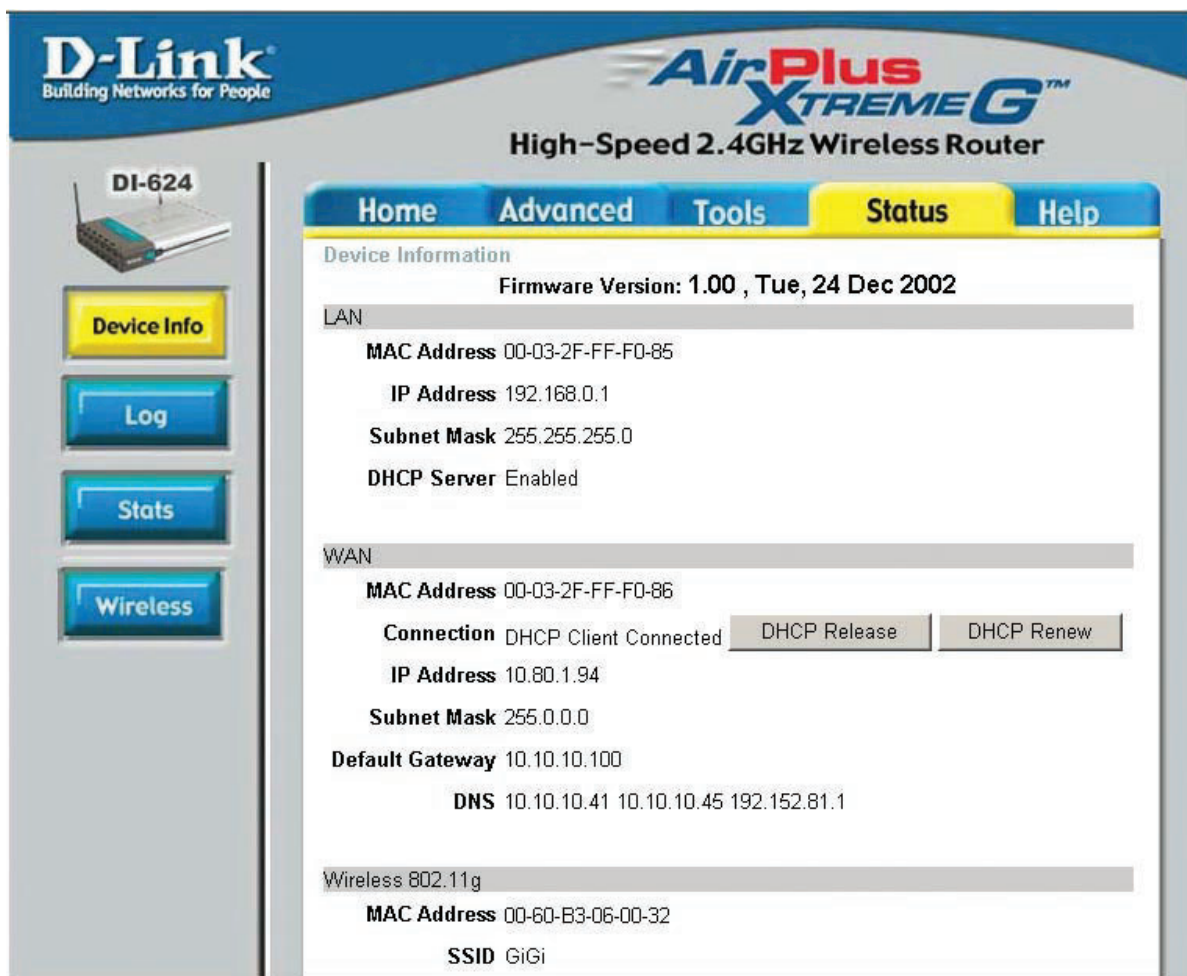 D-Link
Building Networks for People
AirPlus
XTREME G™
High-Speed 2.4GHz Wireless Router
DI-624
Home Advanced Tools Status Help
Device Info
Log
Stats
Wireless
Device Information
Firmware Version: 1.00 , Tue, 24 Dec 2002
LAN
MAC Address 00-03-2F-FF-F0-85
IP Address 192.168.0.1
Subnet Mask 255.255.255.0
DHCP Server Enabled
WAN
MAC Address 00-03-2F-FF-F0-86
Connection DHCP Client Connected DHCP Release DHCP Renew
IP Address 10.80.1.94
Subnet Mask 255.0.0.0
Default Gateway 10.10.10.100
DNS 10.10.10.41 10.10.10.45 192.152.81.1
Wireless 802.11g
MAC Address 00-60-B3-06-00-32
SSID GiGi